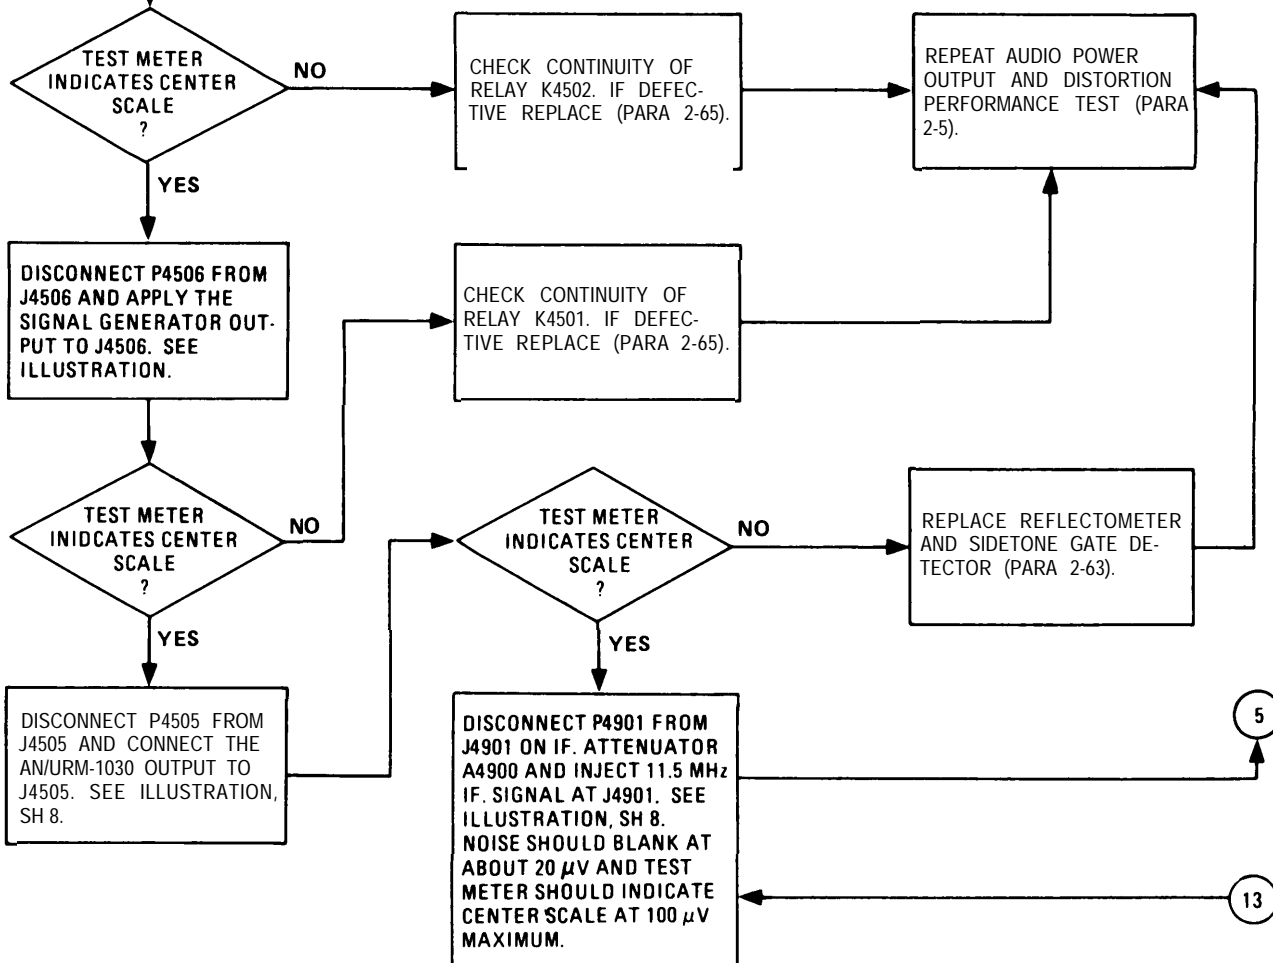 TEST METER
INDICATES CENTER
SCALE
?
NO
CHECK CONTINUITY OF
RELAY K4502. IF DEFEC-
TIVE REPLACE (PARA 2-65).
REPEAT AUDIO POWER
OUTPUT AND DISTORTION
PERFORMANCE TEST (PARA
2-5).
YES
DISCONNECT P4506 FROM
J4506 AND APPLY THE
SIGNAL GENERATOR OUT-
PUT TO J4506. SEE
ILLUSTRATION.
CHECK CONTINUITY OF
RELAY K4501. IF DEFEC-
TIVE REPLACE (PARA 2-65).
TEST METER
INIDCATES CENTER
SCALE
?
NO
TEST METER
INDICATES CENTER
SCALE
?
NO
REPLACE REFLECTOMETER
AND SIDETONE GATE DE-
TECTOR (PARA 2-63).
YES
YES
DISCONNECT P4505 FROM
J4505 AND CONNECT THE
AN/URM-1030 OUTPUT TO
J4505. SEE ILLUSTRATION,
SH 8.
DISCONNECT P4901 FROM
J4901 ON IF. ATTENUATOR
A4900 AND INJECT 11.5 MHz
IF. SIGNAL AT J4901. SEE
ILLUSTRATION, SH 8.
NOISE SHOULD BLANK AT
ABOUT 20 μV AND TEST
METER SHOULD INDICATE
CENTER SCALE AT 100 μV
MAXIMUM.
5
13